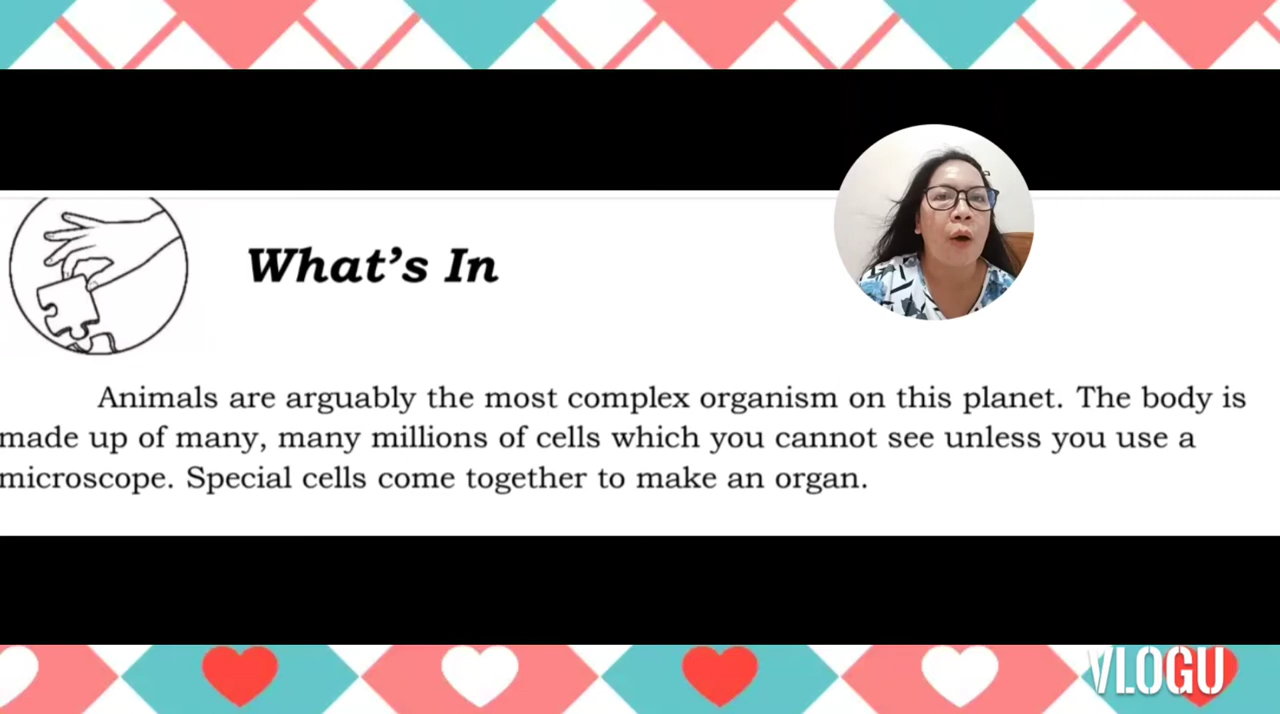 What's In
Animals are arguably the most complex organism on this planet. The body is
made up of many, many millions of cells which you cannot see unless you use a
microscope. Special cells come together to make an organ.
VLOGU